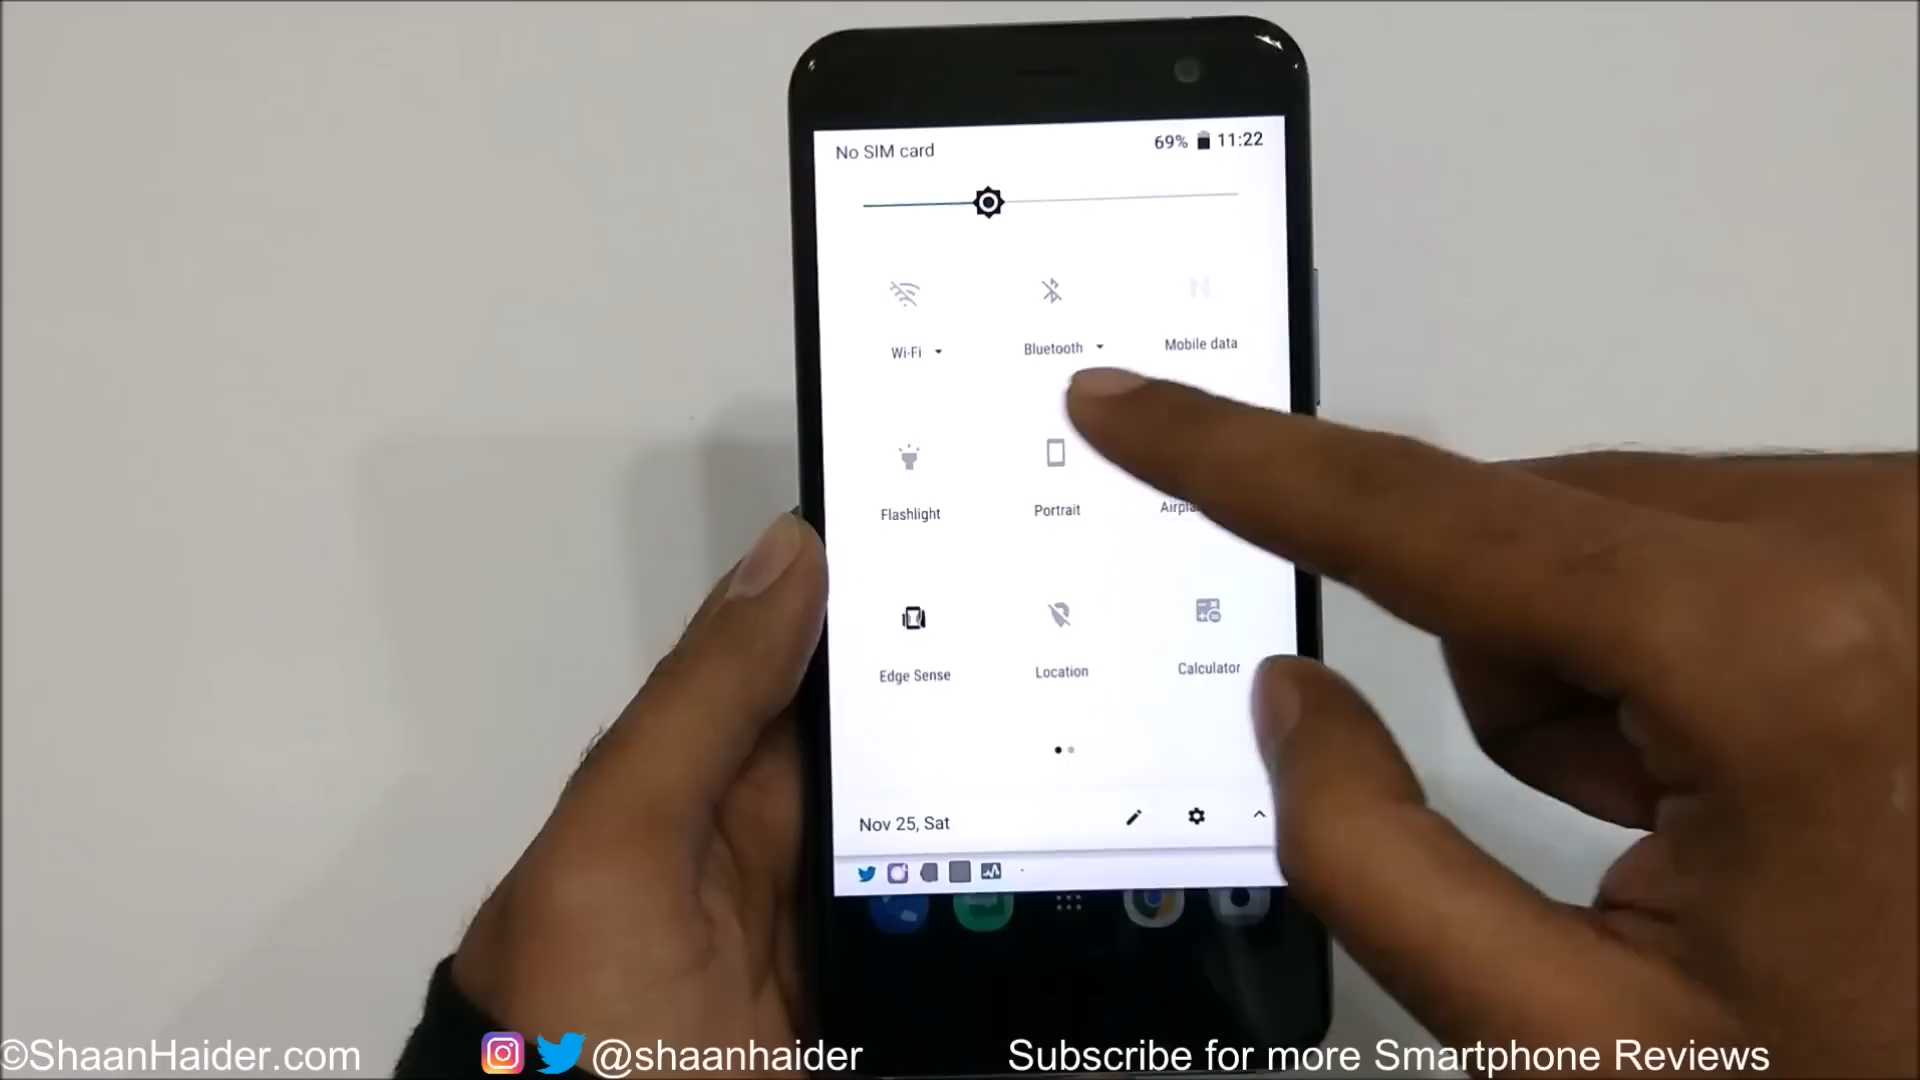 No SIM card 69% 11:22
Wi-Fi Bluetooth Mobile data
Flashlight Portrait
Edge Sense Location Calculator
Nov 25, Sat
©ShaanHaider.com @shaanhaider Subscribe for more Smartphone Reviews